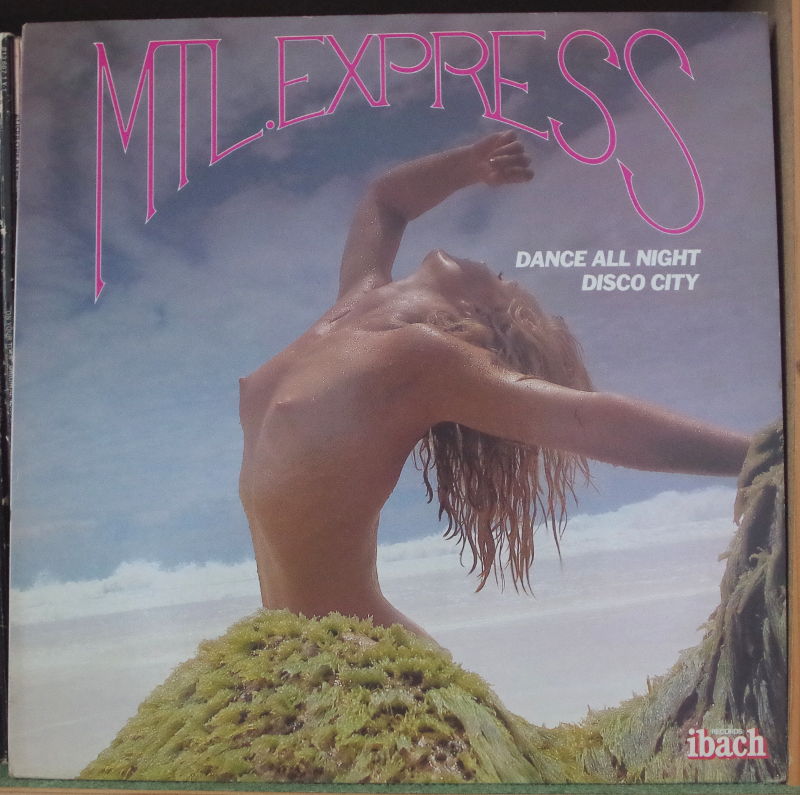 MTL.EXPRESS
DANCE ALL NIGHT
DISCO CITY
RECORDS
ibach